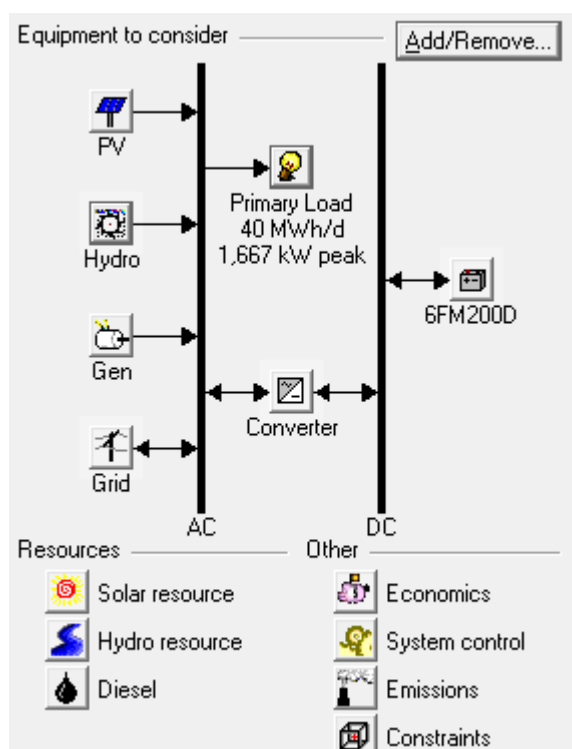 Equipment to consider
Add/Remove...
PV
Primary Load
40 MWh/d
1,667 kW peak
Hydro
6FM200D
Gen
Converter
Grid
AC
DC
Resources
Other
Solar resource
Economics
Hydro resource
System control
Diesel
Emissions
Constraints